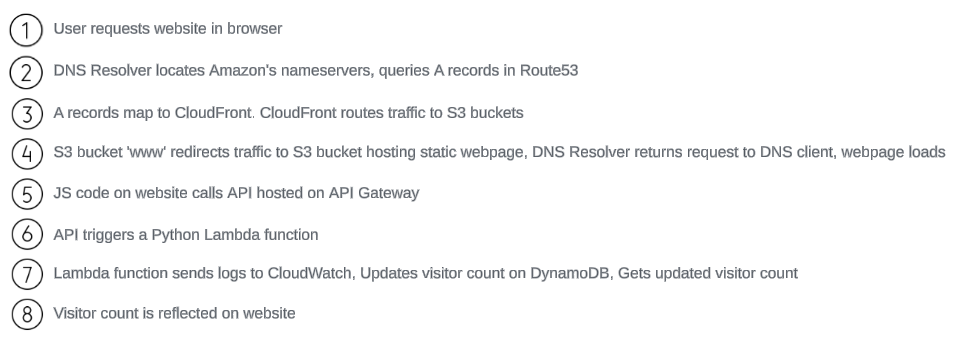 1 User requests website in browser
2 DNS Resolver locates Amazon's nameservers, queries A records in Route53
3 A records map to CloudFront. CloudFront routes traffic to S3 buckets
4 S3 bucket 'www' redirects traffic to S3 bucket hosting static webpage, DNS Resolver returns request to DNS client, webpage loads
5 JS code on website calls API hosted on API Gateway
6 API triggers a Python Lambda function
7 Lambda function sends logs to CloudWatch, Updates visitor count on DynamoDB, Gets updated visitor count
8 Visitor count is reflected on website